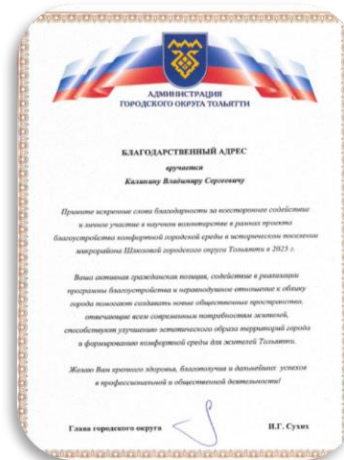 АДМИНИСТРАЦИЯ
ГОРОДСКОГО ОКРУГА ТОЛЬЯТТИ
БЛАГОДАРСТВЕННЫЙ АДРЕС
вручается
Калинину Владимиру Сергеевичу
Примите искренние слова благодарности за всестороннее содействие
и личное участие в научном волонтерстве в рамках проекта
благоустройства комфортной городской среды в историческом поселении
микрорайона Шлюзовой городского округа Тольятти в 2023 г.
Ваша активная гражданская позиция, содействие в реализации
программы благоустройства и неравнодушное отношение к облику
города помогают создавать новые общественные пространства,
отвечающие всем современным потребностям жителей,
способствуют улучшению эстетического образа территорий города
и формированию комфортной среды для жителей Тольятти.
Желаю Вам крепкого здоровья, благополучия и дальнейших успехов
в профессиональной и общественной деятельности!
Глава городского округа И.Г. Сухих